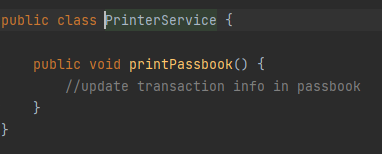 public class PrinterService {
public void printPassbook() {
//update transaction info in passbook
}
}